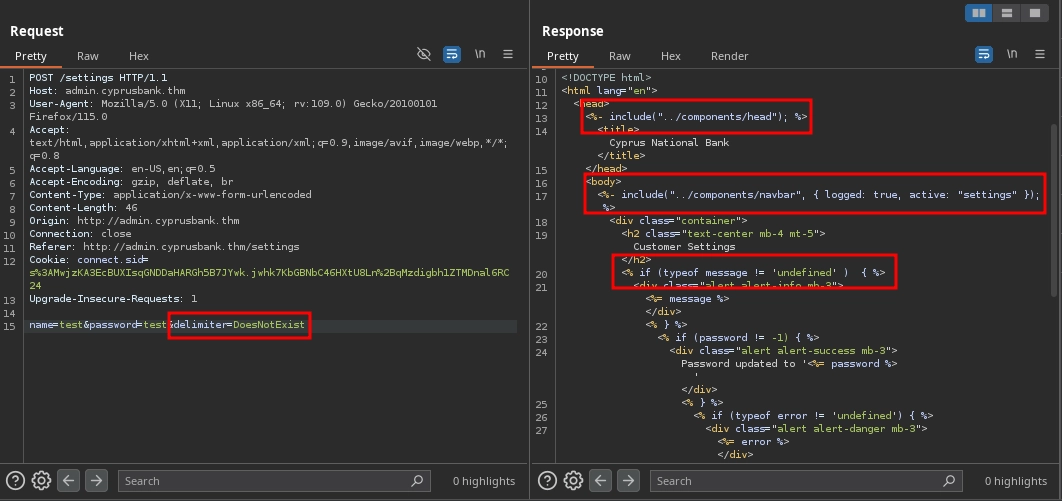 Request
Pretty Raw Hex \n
1 POST /settings HTTP/1.1
2 Host: admin.cyprusbank.thm
3 User-Agent: Mozilla/5.0 (X11; Linux x86_64; rv:109.0) Gecko/20100101
Firefox/115.0
4 Accept:
text/html,application/xhtml+xml,application/xml;q=0.9,image/avif,image/webp,*/*;
q=0.8
5 Accept-Language: en-US,en;q=0.5
6 Accept-Encoding: gzip, deflate, br
7 Content-Type: application/x-www-form-urlencoded
8 Content-Length: 46
9 Origin: http://admin.cyprusbank.thm
10 Connection: close
11 Referer: http://admin.cyprusbank.thm/settings
12 Cookie: connect.sid=
s%3AMwjzKA3EcBUXIsqGNDDaHARGh5B7JYwk.jwhk7KbGBNbC46HXtU8Ln%2BqMzdigbhlZTMDnal6RC
24
13 Upgrade-Insecure-Requests: 1
14
15 name=test&password=test&delimiter=DoesNotExist
Search 0 highlights
Response
Pretty Raw Hex Render \n
10 <!DOCTYPE html>
11 <html lang="en">
12 <head>
13 <%- include("../components/head"); %>
14 <title>
Cyprus National Bank
</title>
15 </head>
16 <body>
17 <%- include("../components/navbar", { logged: true, active: "settings" });
%>
18 <div class="container">
19 <h2 class="text-center mb-4 mt-5">
Customer Settings
</h2>
20 <% if (typeof message != 'undefined' ) { %>
21 <div class="alert alert-info mb-3">
<%= message %>
</div>
22 <% } %>
23 <% if (password != -1) { %>
24 <div class="alert alert-success mb-3">
Password updated to '<%= password %>
'
</div>
25 <% } %>
26 <% if (typeof error != 'undefined') { %>
27 <div class="alert alert-danger mb-3">
<%= error %>
</div>
Search 0 highlights